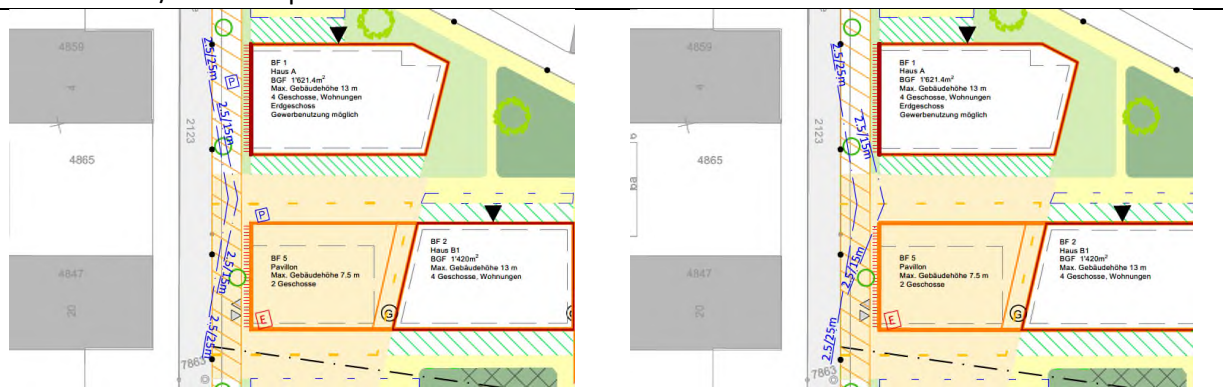 4859
4
2.5/25m
P
2.5/15m
2123
4865
BF 1
Haus A
BGF 1'621.4m²
Max. Gebäudehöhe 13 m
4 Geschosse, Wohnungen
Erdgeschoss
Gewerbenutzung möglich
P
BF 5
Pavillon
Max. Gebäudehöhe 7.5 m
2 Geschosse
BF 2
Haus B1
BGF 1'420m²
Max. Gebäudehöhe 13 m
4 Geschosse, Wohnungen
4847
20
2.5/15m
2.5/25m
E
G
7863
4859
4
2.5/25m
2.5/15m
2123
4865
BF 1
Haus A
BGF 1'621.4m²
Max. Gebäudehöhe 13 m
4 Geschosse, Wohnungen
Erdgeschoss
Gewerbenutzung möglich
BF 5
Pavillon
Max. Gebäudehöhe 7.5 m
2 Geschosse
BF 2
Haus B1
BGF 1'420m²
Max. Gebäudehöhe 13 m
4 Geschosse, Wohnungen
4847
20
2.5/15m
2.5/25m
E
G
7863